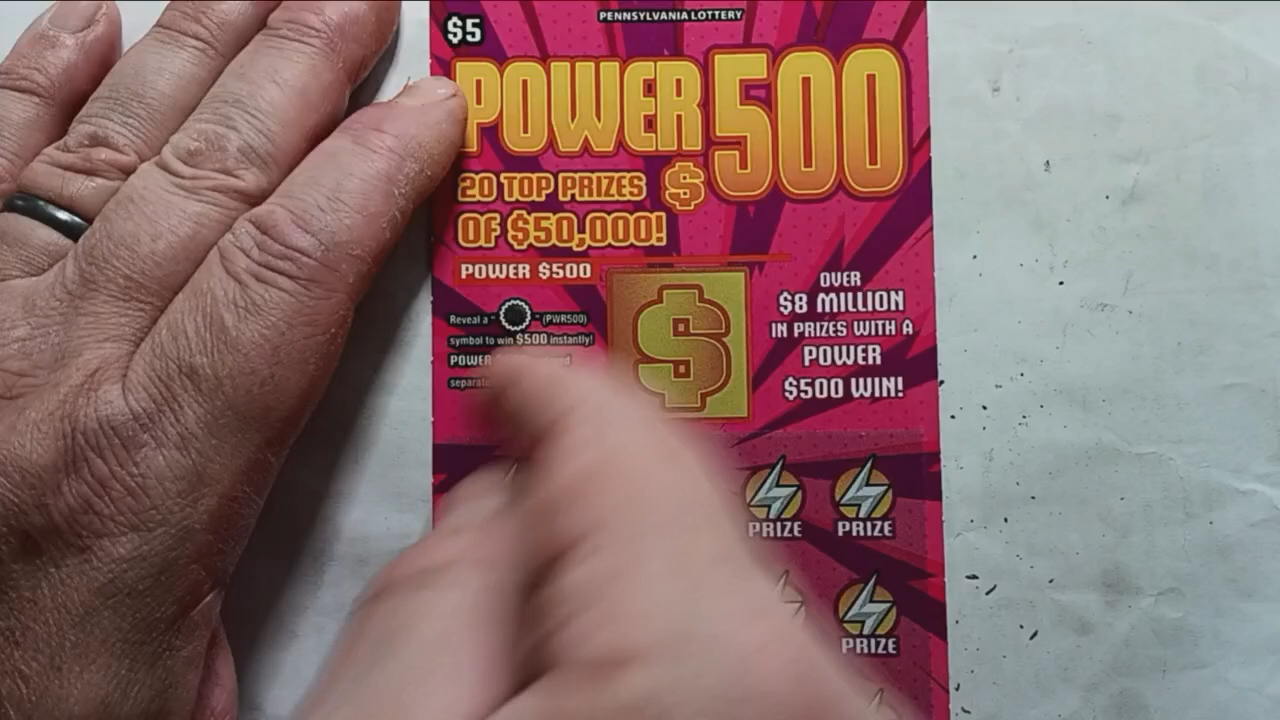 PENNSYLVANIA LOTTERY
$5
POWER $500
20 TOP PRIZES
OF $50,000!
POWER $500
Reveal a " " (PWR500)
symbol to win $500 instantly!
POWER
$
OVER
$8 MILLION
IN PRIZES WITH A
POWER
$500 WIN!
PRIZE PRIZE
PRIZE